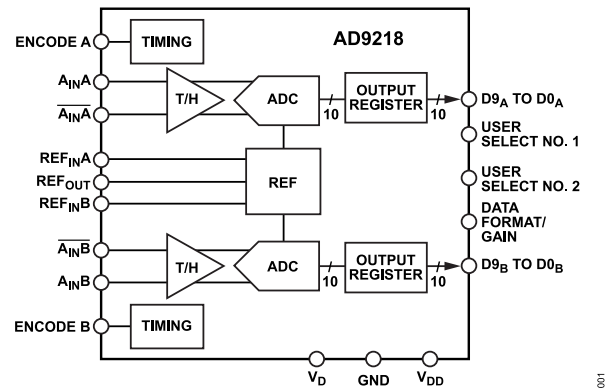 AD9218
ENCODE A
TIMING
AINA
AINA
T/H
ADC
10
OUTPUT
REGISTER
10
D9A TO D0A
USER
SELECT NO. 1
REFINA
REFOUT
REFINB
REF
USER
SELECT NO. 2
DATA
FORMAT/
GAIN
AINB
AINB
T/H
ADC
10
OUTPUT
REGISTER
10
D9B TO D0B
ENCODE B
TIMING
VD
GND
VDD
001